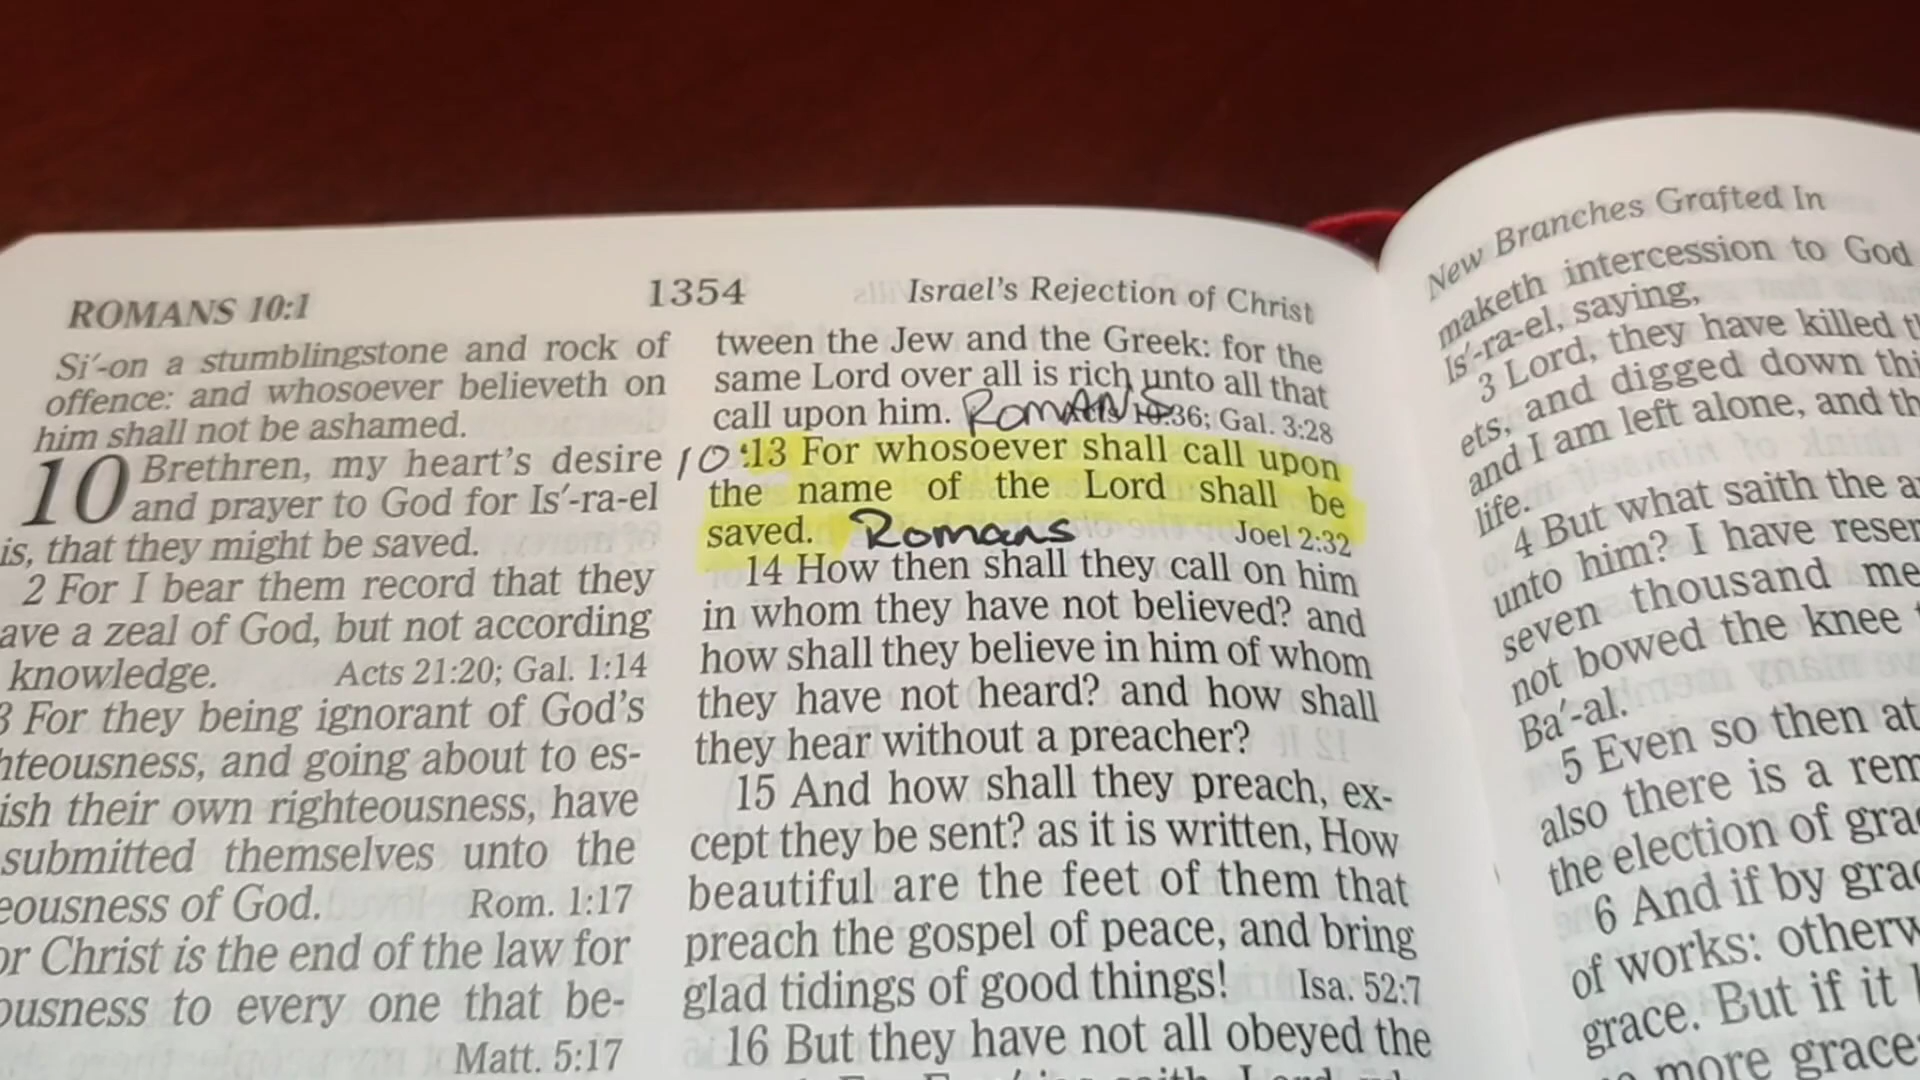 ROMANS 10:1
1354
Israel's Rejection of Christ
Si′-on a stumblingstone and rock of
offence: and whosoever believeth on
him shall not be ashamed.
10 Brethren, my heart's desire
and prayer to God for Is′-ra-el
is, that they might be saved.
2 For I bear them record that they
ave a zeal of God, but not according
knowledge. Acts 21:20; Gal. 1:14
3 For they being ignorant of God's
hteousness, and going about to es-
ish their own righteousness, have
submitted themselves unto the
eousness of God. Rom. 1:17
or Christ is the end of the law for
ousness to every one that be-
Matt. 5:17
tween the Jew and the Greek: for the
same Lord over all is rich unto all that
call upon him. ROMANS Acts 10:36; Gal. 3:28
10:13 For whosoever shall call upon
the name of the Lord shall be
saved. Romans Joel 2:32
14 How then shall they call on him
in whom they have not believed? and
how shall they believe in him of whom
they have not heard? and how shall
they hear without a preacher?
15 And how shall they preach, ex-
cept they be sent? as it is written, How
beautiful are the feet of them that
preach the gospel of peace, and bring
glad tidings of good things! Isa. 52:7
16 But they have not all obeyed the
New Branches Grafted In
maketh intercession to God
Is′-ra-el, saying,
3 Lord, they have killed t
ets, and digged down thi
and I am left alone, and th
life.
4 But what saith the a
unto him? I have reser
seven thousand me
not bowed the knee t
Ba′-al.
5 Even so then at
also there is a rem
the election of gra
6 And if by grac
of works: otherw
grace. But if it
more grace